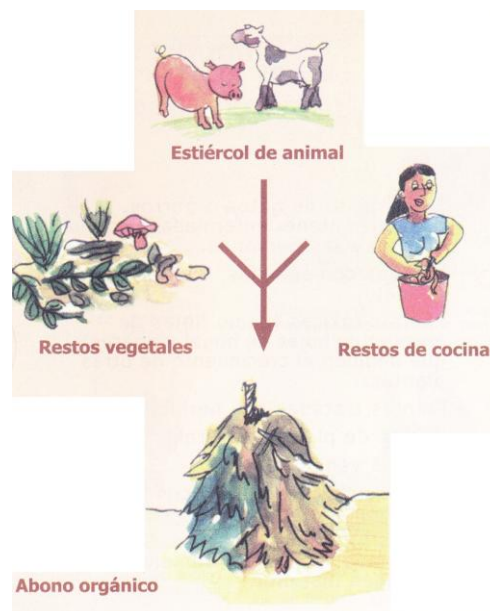 Estiércol de animal
Restos vegetales
Restos de cocina
Abono orgánico